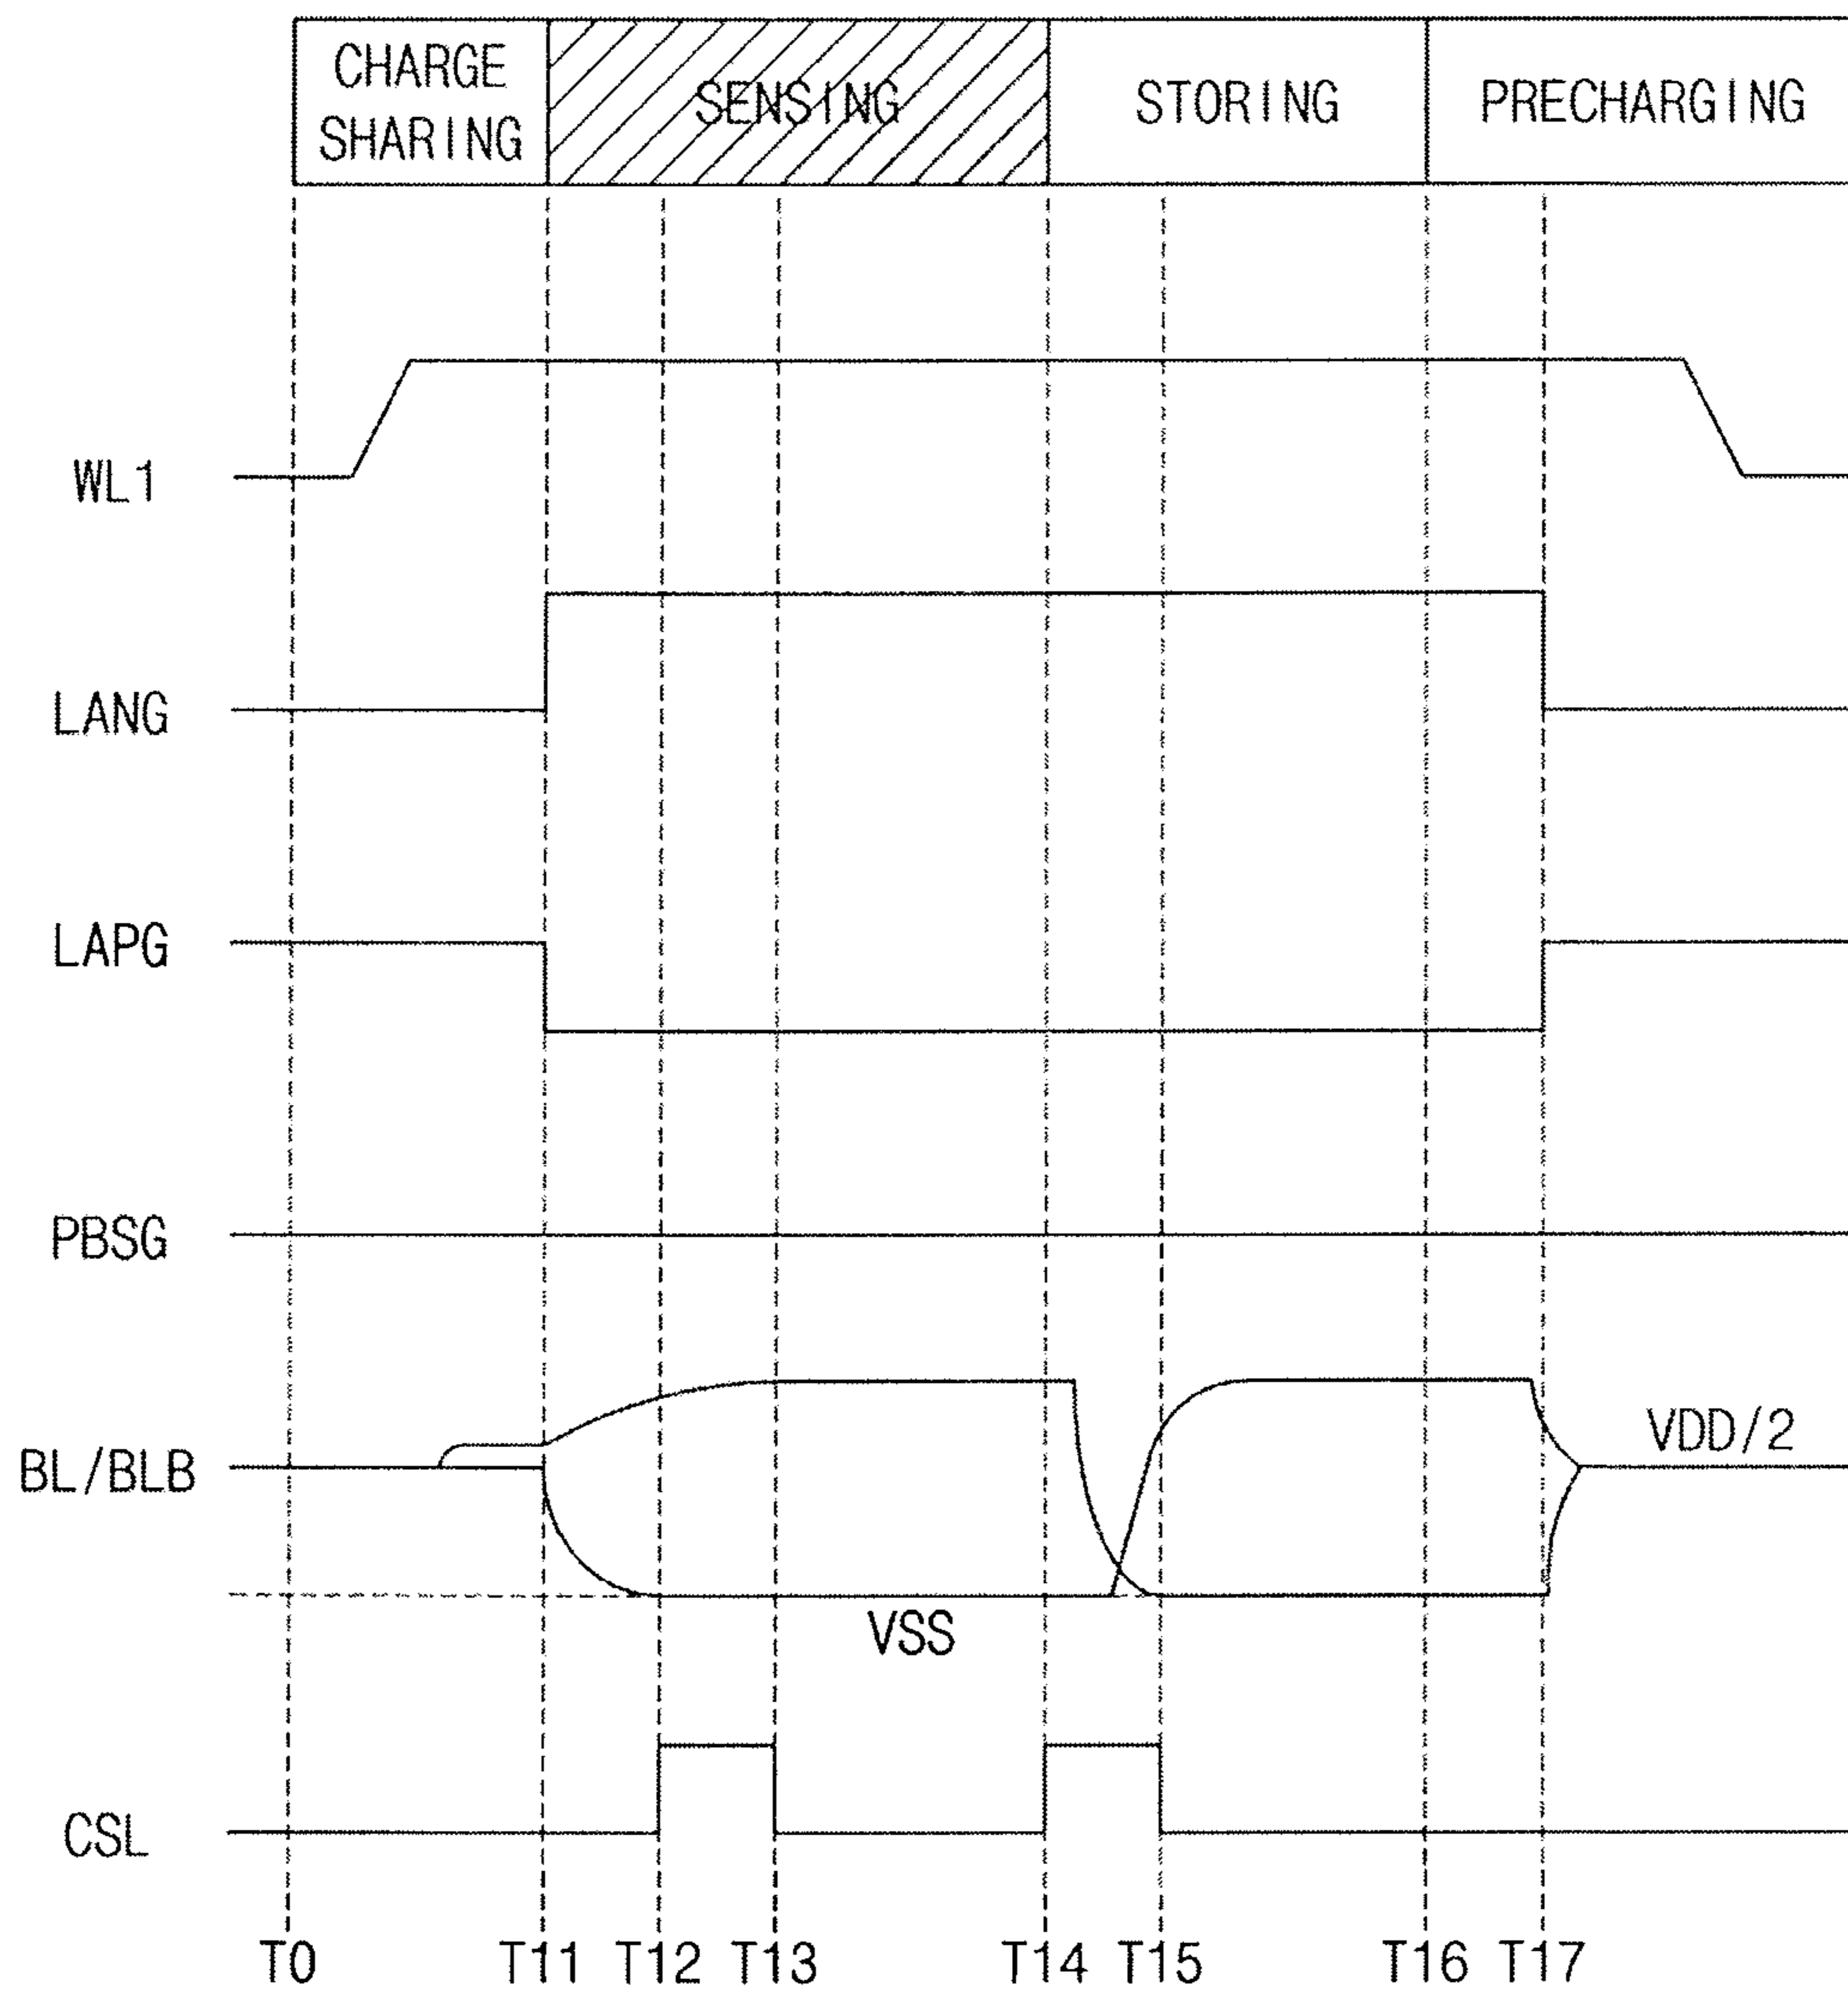 CHARGE
SHARING
SENSING
STORING
PRECHARGING
WL1
LANG
LAPG
PBSG
BL/BLB
VDD/2
VSS
CSL
T0 T11 T12 T13 T14 T15 T16 T17